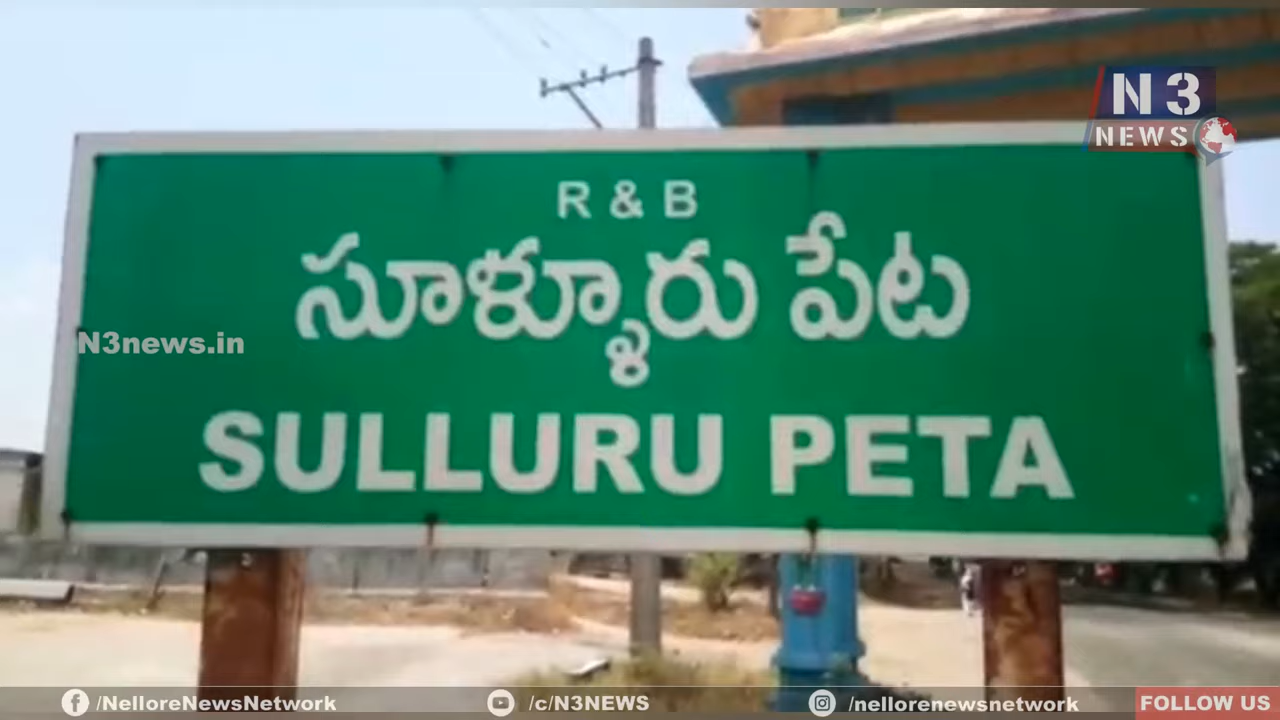 N3
NEWS
R & B
సూళ్ళూరు పేట
N3news.in
SULLURU PETA
/NelloreNewsNetwork
/c/N3NEWS
/nellorenewsnetwork
FOLLOW US